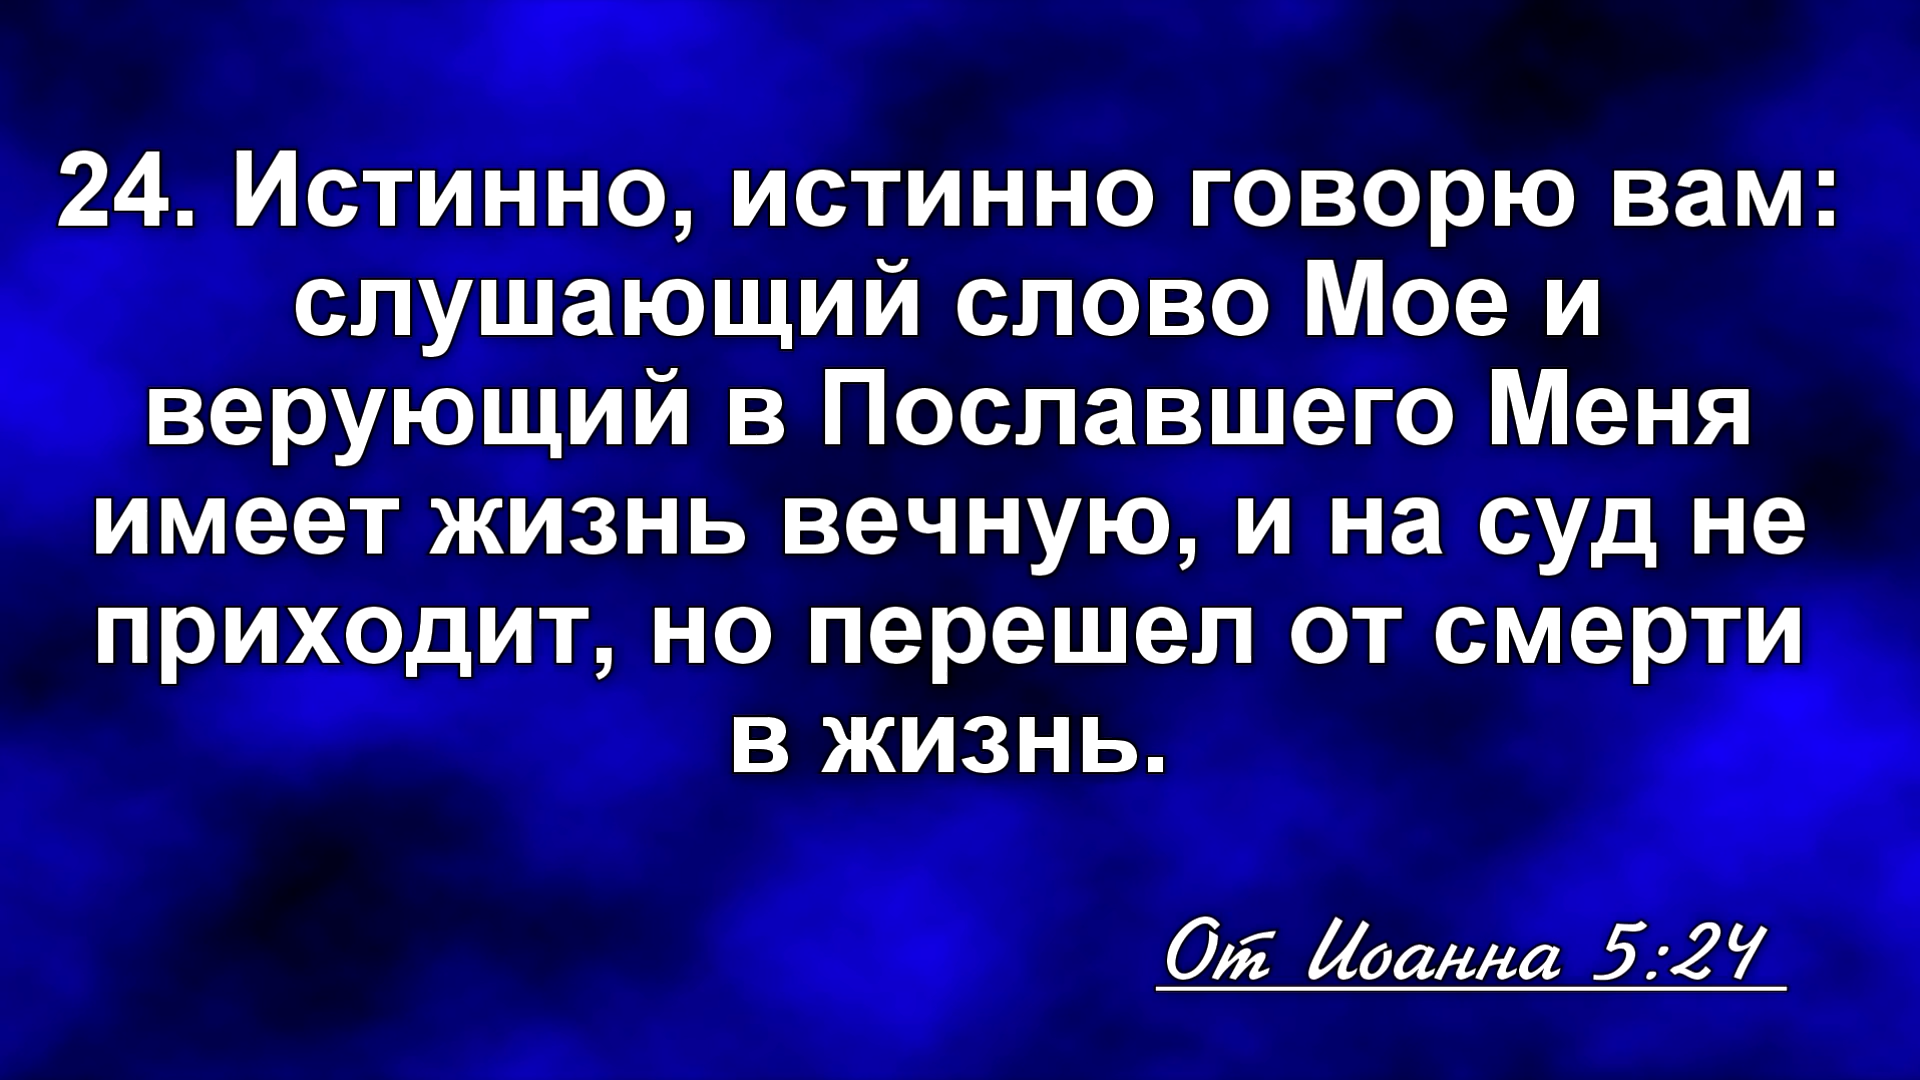 24. Истинно, истинно говорю вам:
слушающий слово Мое и
верующий в Пославшего Меня
имеет жизнь вечную, и на суд не
приходит, но перешел от смерти
в жизнь.
От Иоанна 5:24